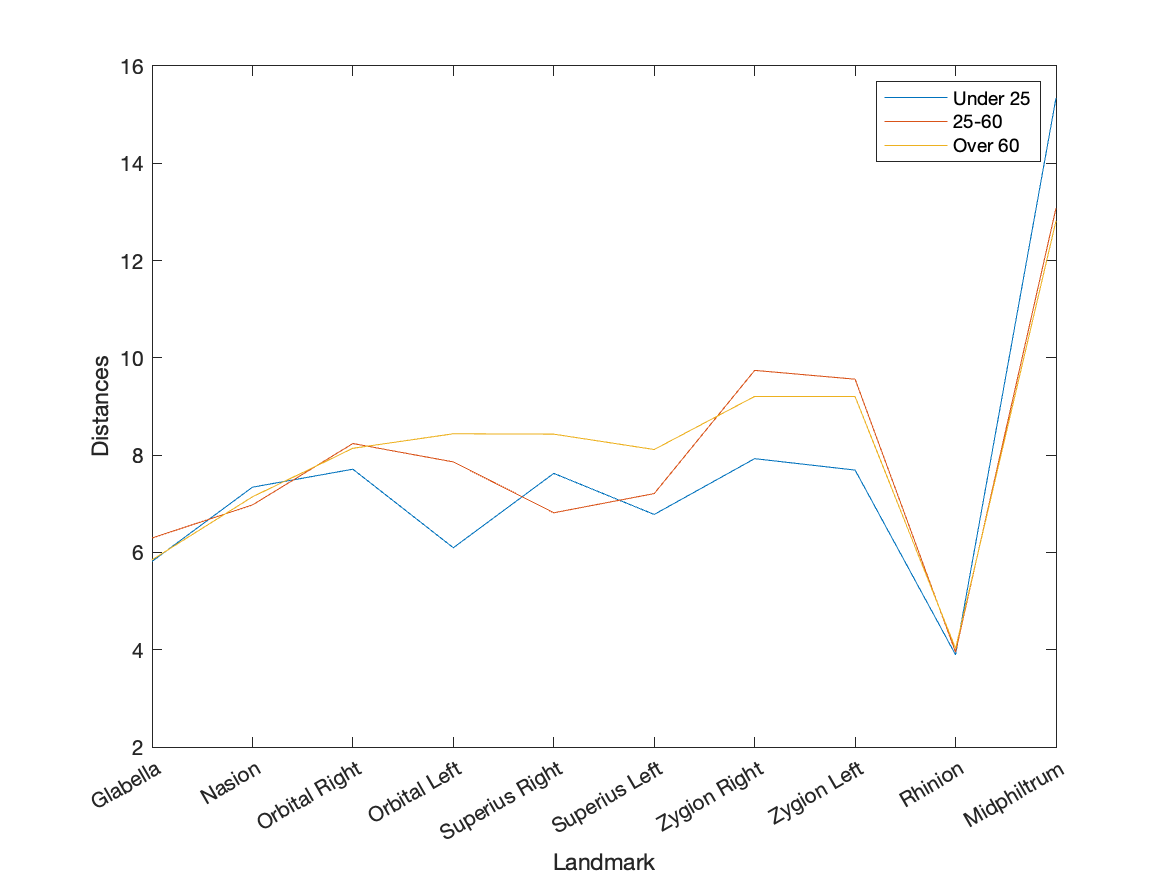 16
14
12
10
8
6
4
2
Distances
Under 25
25-60
Over 60
Glabella
Nasion
Orbital Right
Orbital Left
Superius Right
Superius Left
Zygion Right
Zygion Left
Rhinion
Midphiltrum
Landmark